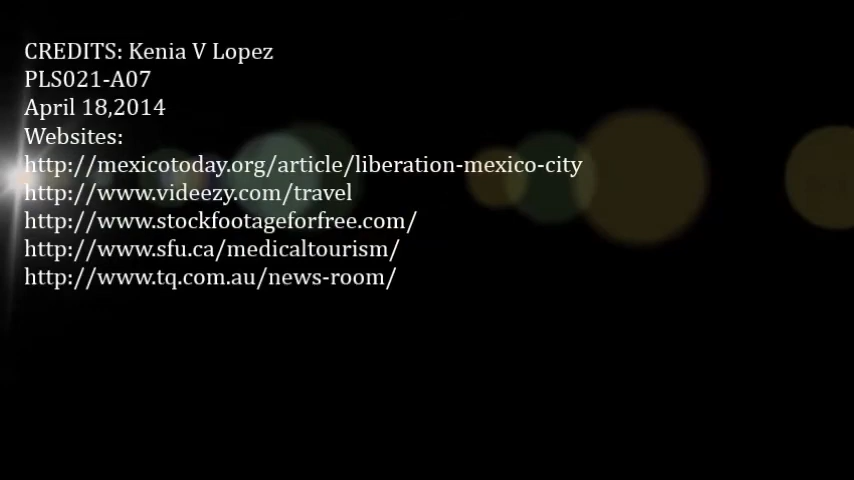 CREDITS: Kenia V Lopez
PLS021-A07
April 18,2014
Websites:
http://mexicotoday.org/article/liberation-mexico-city
http://www.videezy.com/travel
http://www.stockfootageforfree.com/
http://www.sfu.ca/medicaltourism/
http://www.tq.com.au/news-room/